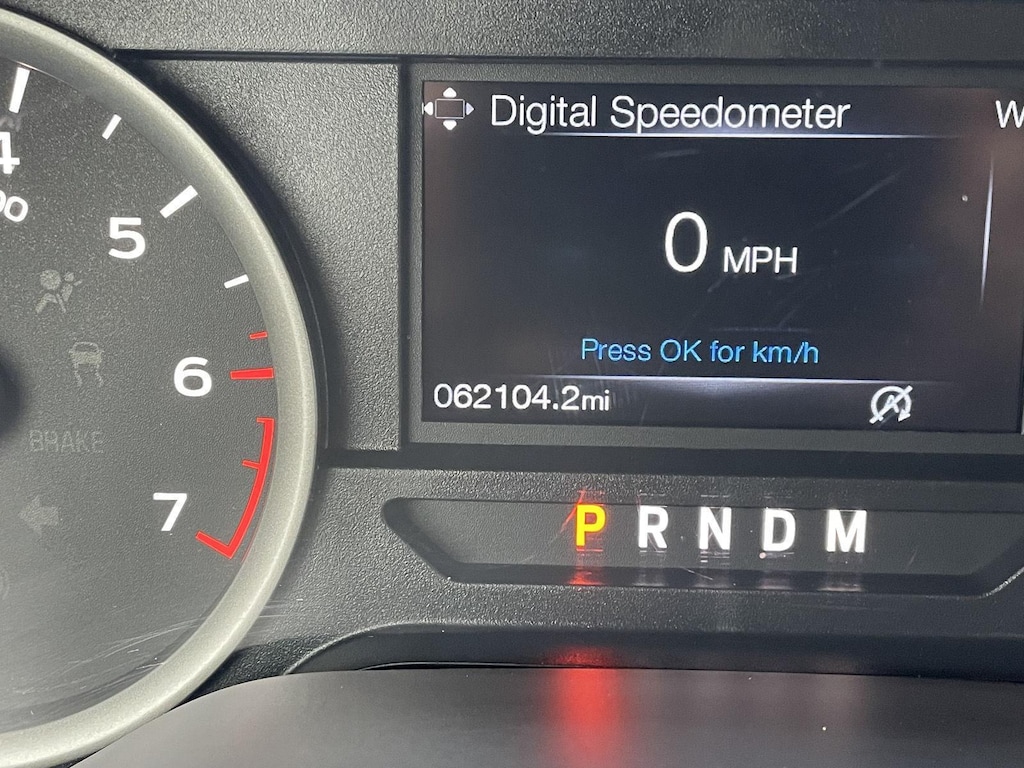 Digital Speedometer
W
4
5
0 MPH
Press OK for km/h
6
062104.2mi
BRAKE
7
P R N D M